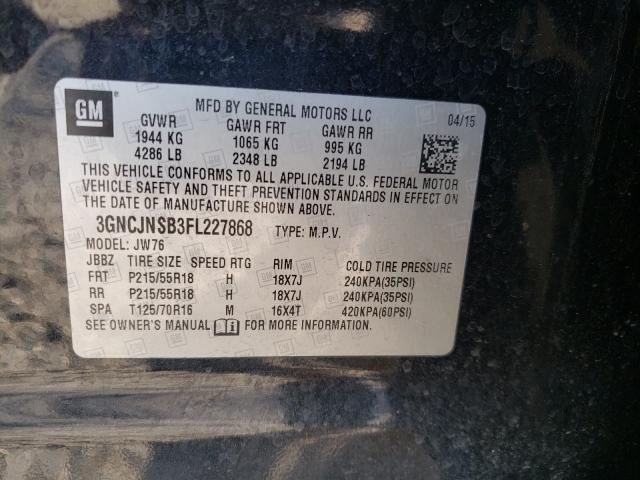 GM
MFD BY GENERAL MOTORS LLC 04/15
GVWR GAWR FRT GAWR RR
1944 KG 1065 KG 995 KG
4286 LB 2348 LB 2194 LB
THIS VEHICLE CONFORMS TO ALL APPLICABLE U.S. FEDERAL MOTOR
VEHICLE SAFETY AND THEFT PREVENTION STANDARDS IN EFFECT ON
THE DATE OF MANUFACTURE SHOWN ABOVE.
3GNCJNSB3FL227868 TYPE: M.P.V.
MODEL: JW76
JBBZ TIRE SIZE SPEED RTG RIM COLD TIRE PRESSURE
FRT P215/55R18 H 18X7J 240KPA(35PSI)
RR P215/55R18 H 18X7J 240KPA(35PSI)
SPA T125/70R16 M 16X4T 420KPA(60PSI)
SEE OWNER'S MANUAL FOR MORE INFORMATION.